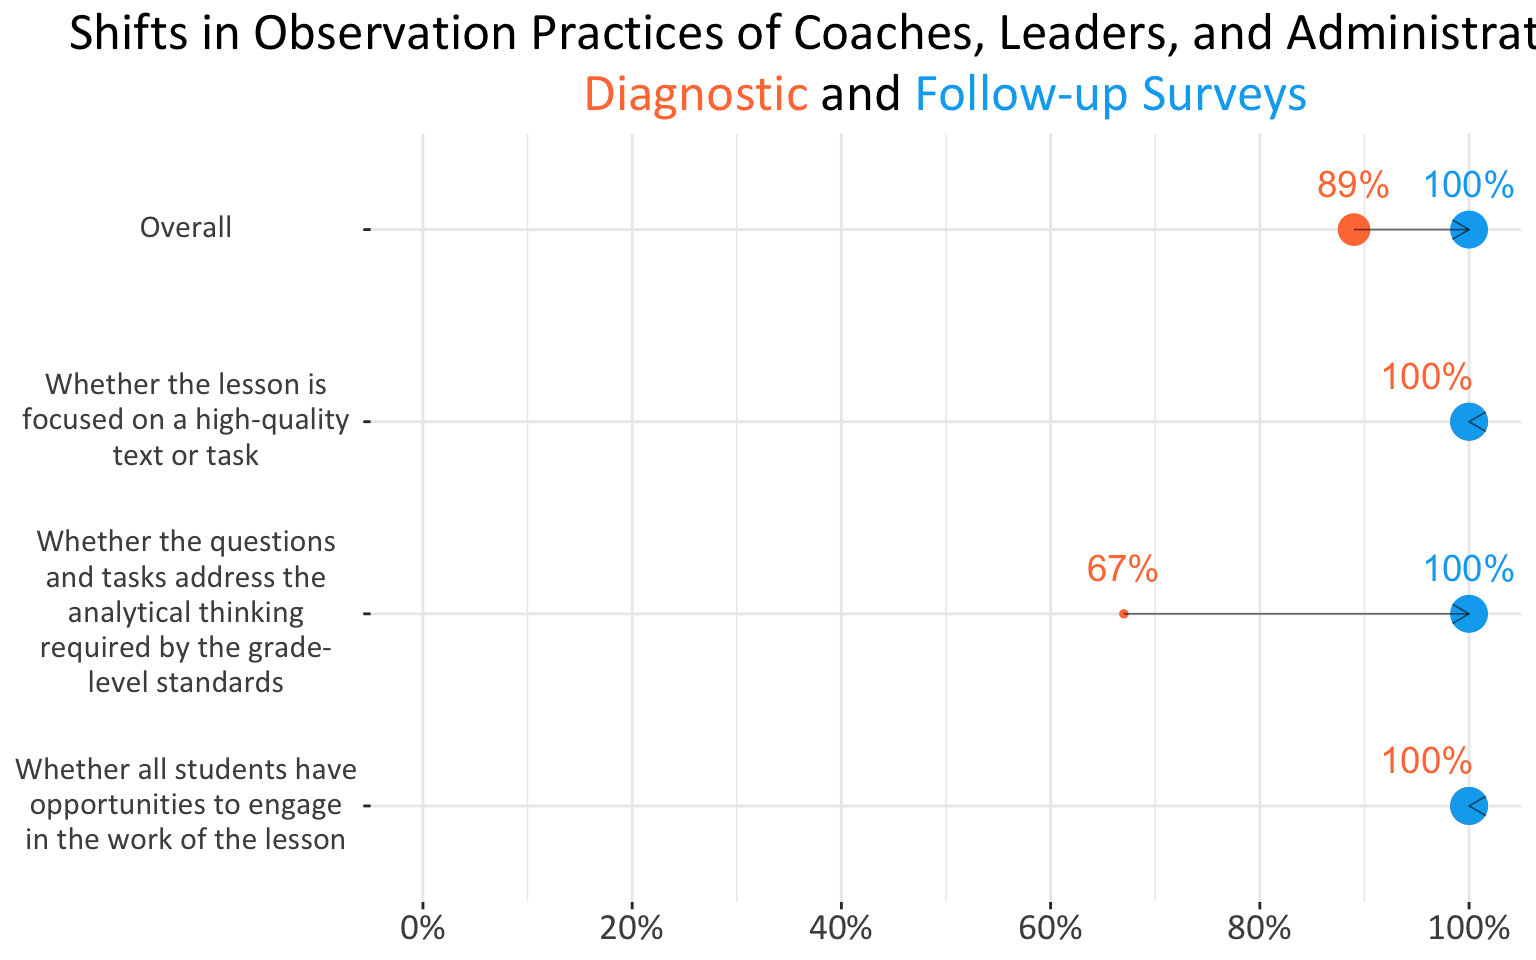 Shifts in Observation Practices of Coaches, Leaders, and Administrat
Diagnostic and Follow-up Surveys
89% 100%
Overall
100%
Whether the lesson is
focused on a high-quality
text or task
Whether the questions
and tasks address the
analytical thinking
required by the grade-
level standards
67% 100%
100%
Whether all students have
opportunities to engage
in the work of the lesson
0% 20% 40% 60% 80% 100%